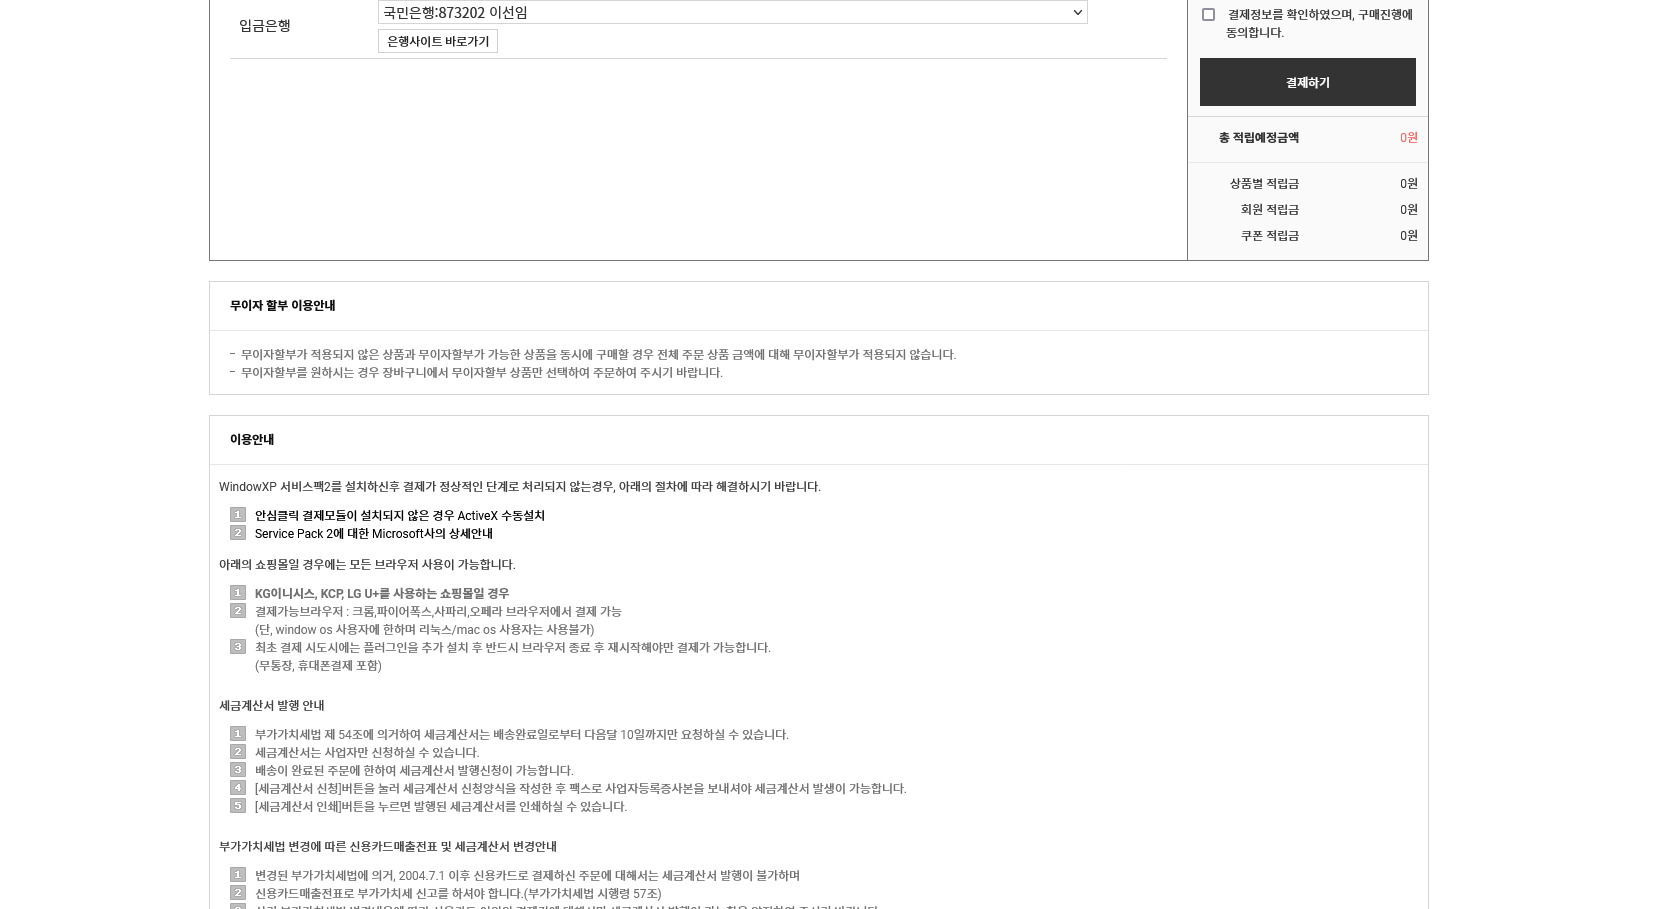 입금은행
국민은행:873202 이선임
은행사이트 바로가기
결제정보를 확인하였으며, 구매진행에
동의합니다.
결제하기
총 적립예정금액 0원
상품별 적립금 0원
회원 적립금 0원
쿠폰 적립금 0원
무이자 할부 이용안내
- 무이자할부가 적용되지 않은 상품과 무이자할부가 가능한 상품을 동시에 구매할 경우 전체 주문 상품 금액에 대해 무이자할부가 적용되지 않습니다.
- 무이자할부를 원하시는 경우 장바구니에서 무이자할부 상품만 선택하여 주문하여 주시기 바랍니다.
이용안내
WindowXP 서비스팩2를 설치하신후 결제가 정상적인 단계로 처리되지 않는경우, 아래의 절차에 따라 해결하시기 바랍니다.
1 안심클릭 결제모듈이 설치되지 않은 경우 ActiveX 수동설치
2 Service Pack 2에 대한 Microsoft사의 상세안내
아래의 쇼핑몰일 경우에는 모든 브라우저 사용이 가능합니다.
1 KG이니시스, KCP, LG U+를 사용하는 쇼핑몰일 경우
2 결제가능브라우저 : 크롬,파이어폭스,사파리,오페라 브라우저에서 결제 가능
(단, window os 사용자에 한하며 리눅스/mac os 사용자는 사용불가)
3 최초 결제 시도시에는 플러그인을 추가 설치 후 반드시 브라우저 종료 후 재시작해야만 결제가 가능합니다.
(무통장, 휴대폰결제 포함)
세금계산서 발행 안내
1 부가가치세법 제 54조에 의거하여 세금계산서는 배송완료일로부터 다음달 10일까지만 요청하실 수 있습니다.
2 세금계산서는 사업자만 신청하실 수 있습니다.
3 배송이 완료된 주문에 한하여 세금계산서 발행신청이 가능합니다.
4 [세금계산서 신청]버튼을 눌러 세금계산서 신청양식을 작성한 후 팩스로 사업자등록증사본을 보내셔야 세금계산서 발생이 가능합니다.
5 [세금계산서 인쇄]버튼을 누르면 발행된 세금계산서를 인쇄하실 수 있습니다.
부가가치세법 변경에 따른 신용카드매출전표 및 세금계산서 변경안내
1 변경된 부가가치세법에 의거, 2004.7.1 이후 신용카드로 결제하신 주문에 대해서는 세금계산서 발행이 불가하며
2 신용카드매출전표로 부가가치세 신고를 하셔야 합니다.(부가가치세법 시행령 57조)